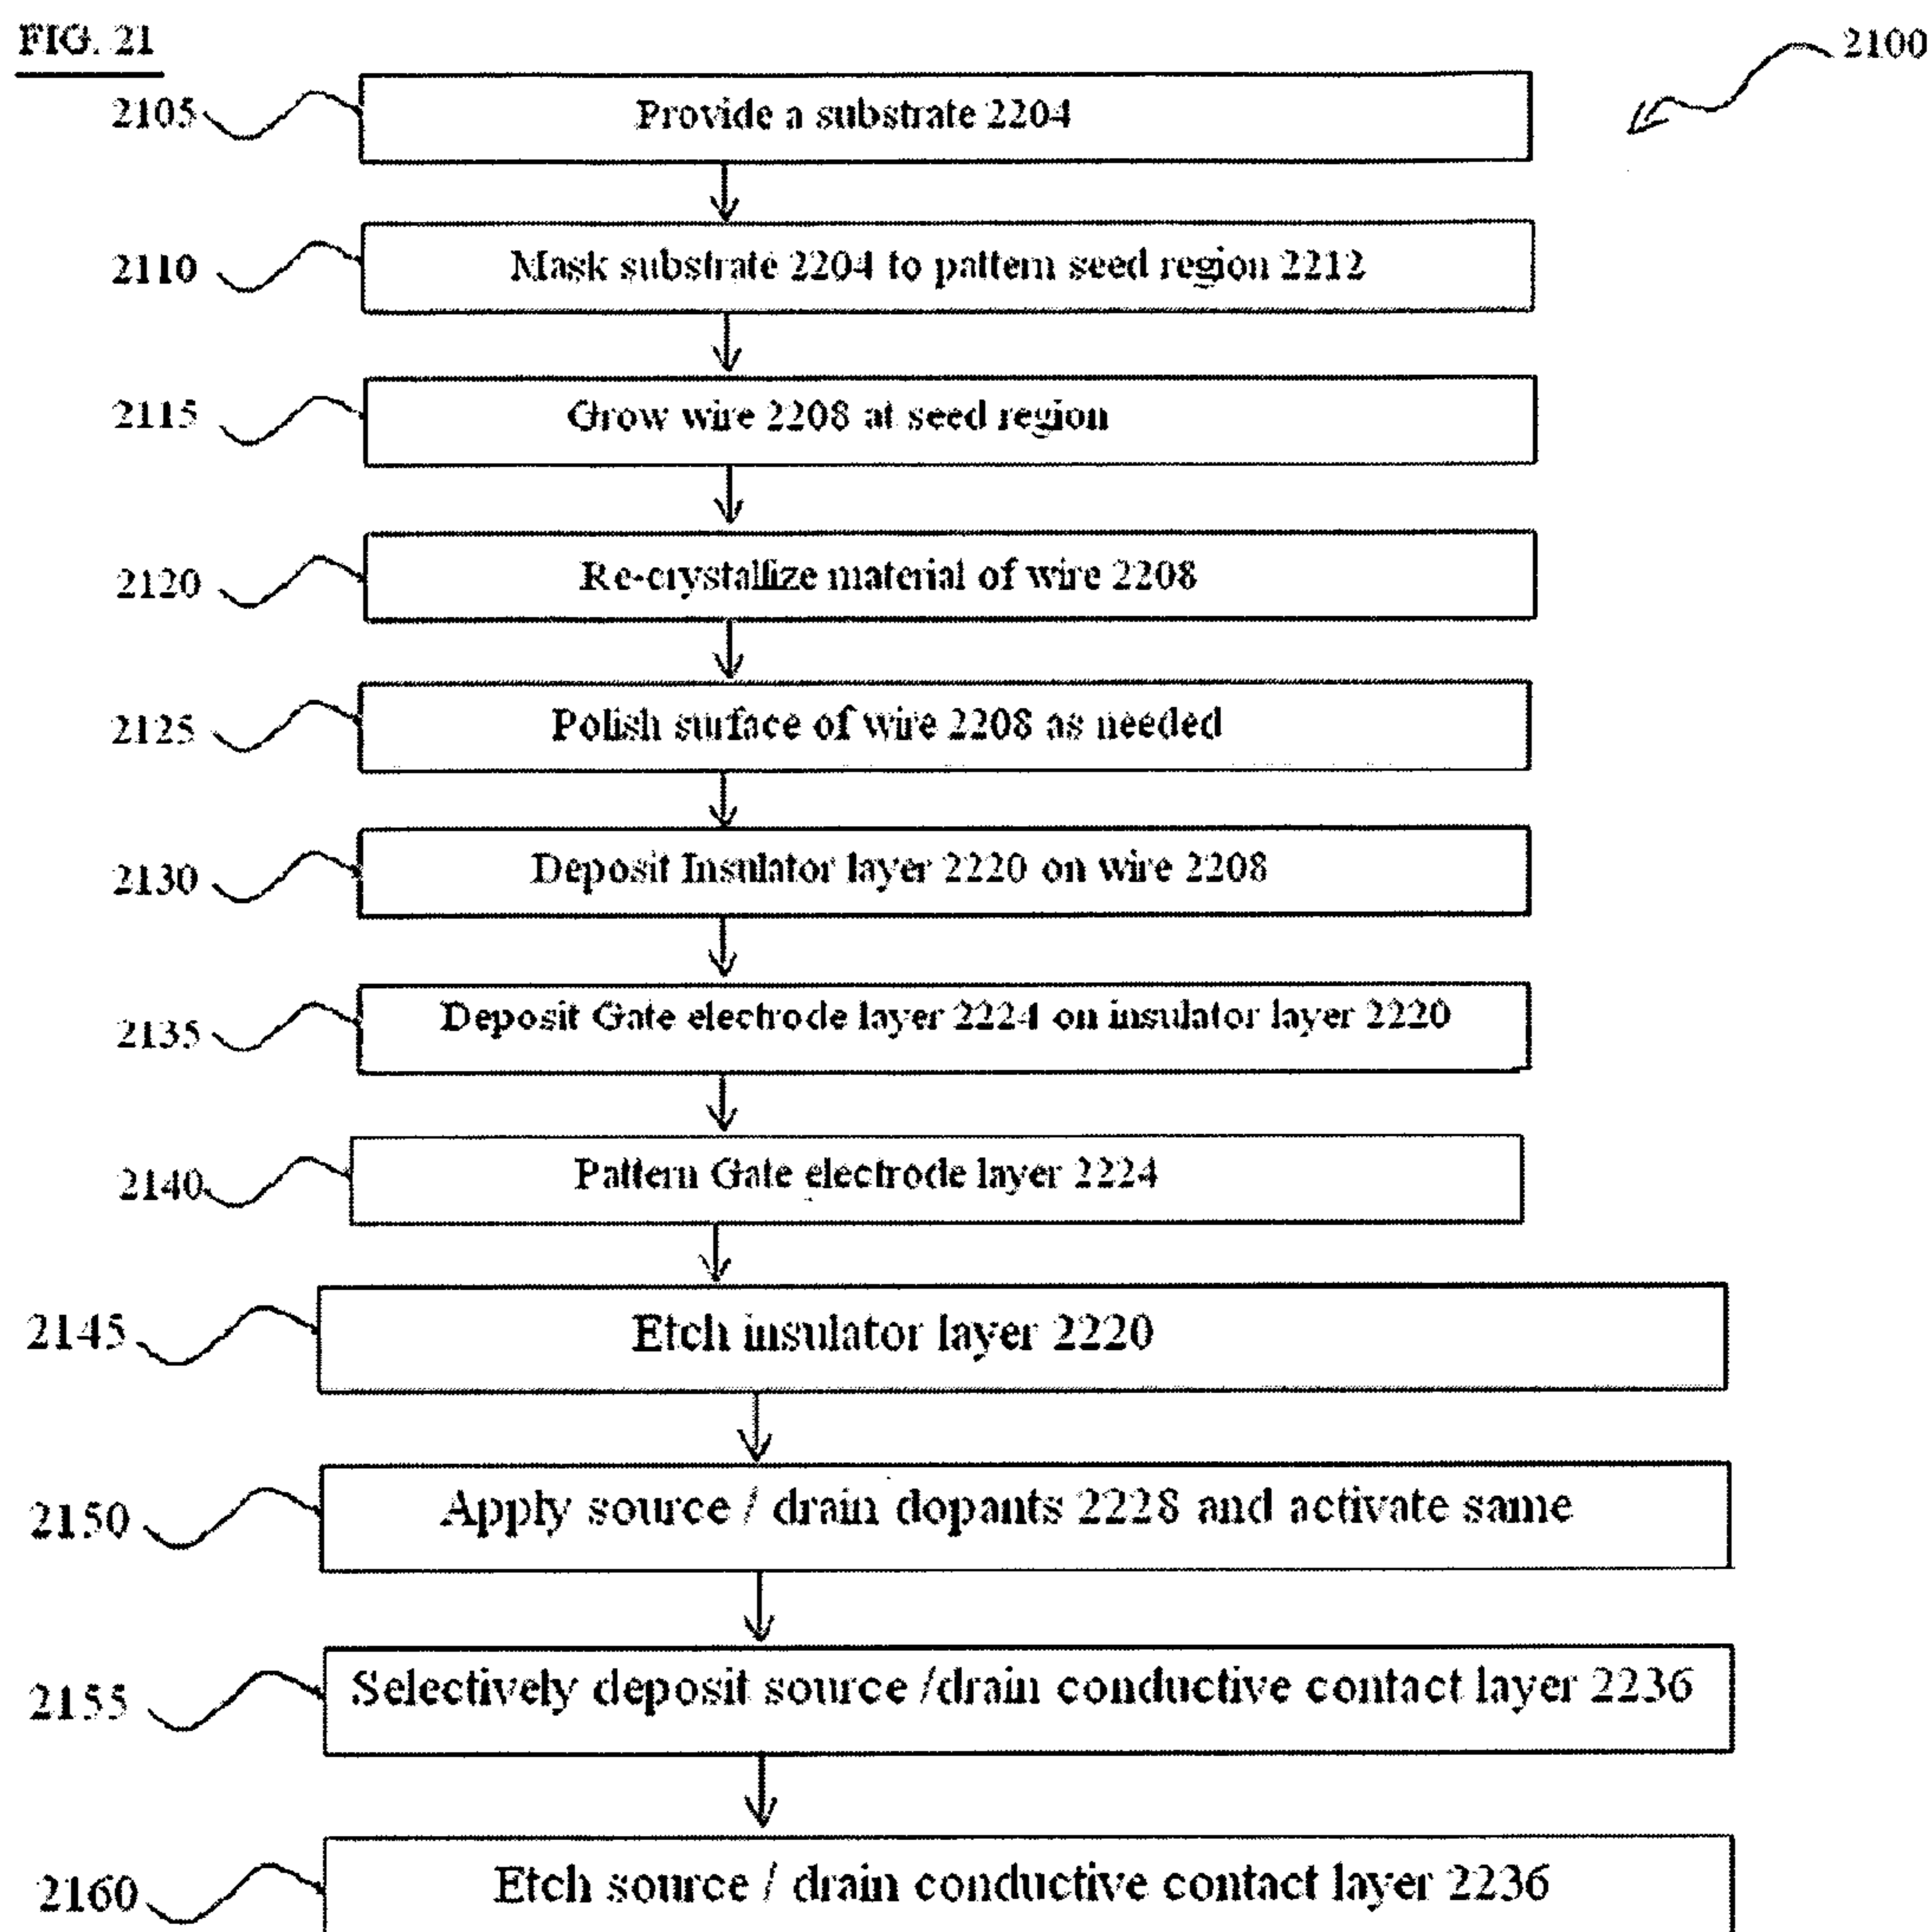 FIG. 21
2100
2105 Provide a substrate 2204
2110 Mask substrate 2204 to pattern seed region 2212
2115 Grow wire 2208 at seed region
2120 Re-crystallize material of wire 2208
2125 Polish surface of wire 2208 as needed
2130 Deposit Insulator layer 2220 on wire 2208
2135 Deposit Gate electrode layer 2224 on insulator layer 2220
2140 Pattern Gate electrode layer 2224
2145 Etch insulator layer 2220
2150 Apply source / drain dopants 2228 and activate same
2155 Selectively deposit source /drain conductive contact layer 2236
2160 Etch source / drain conductive contact layer 2236